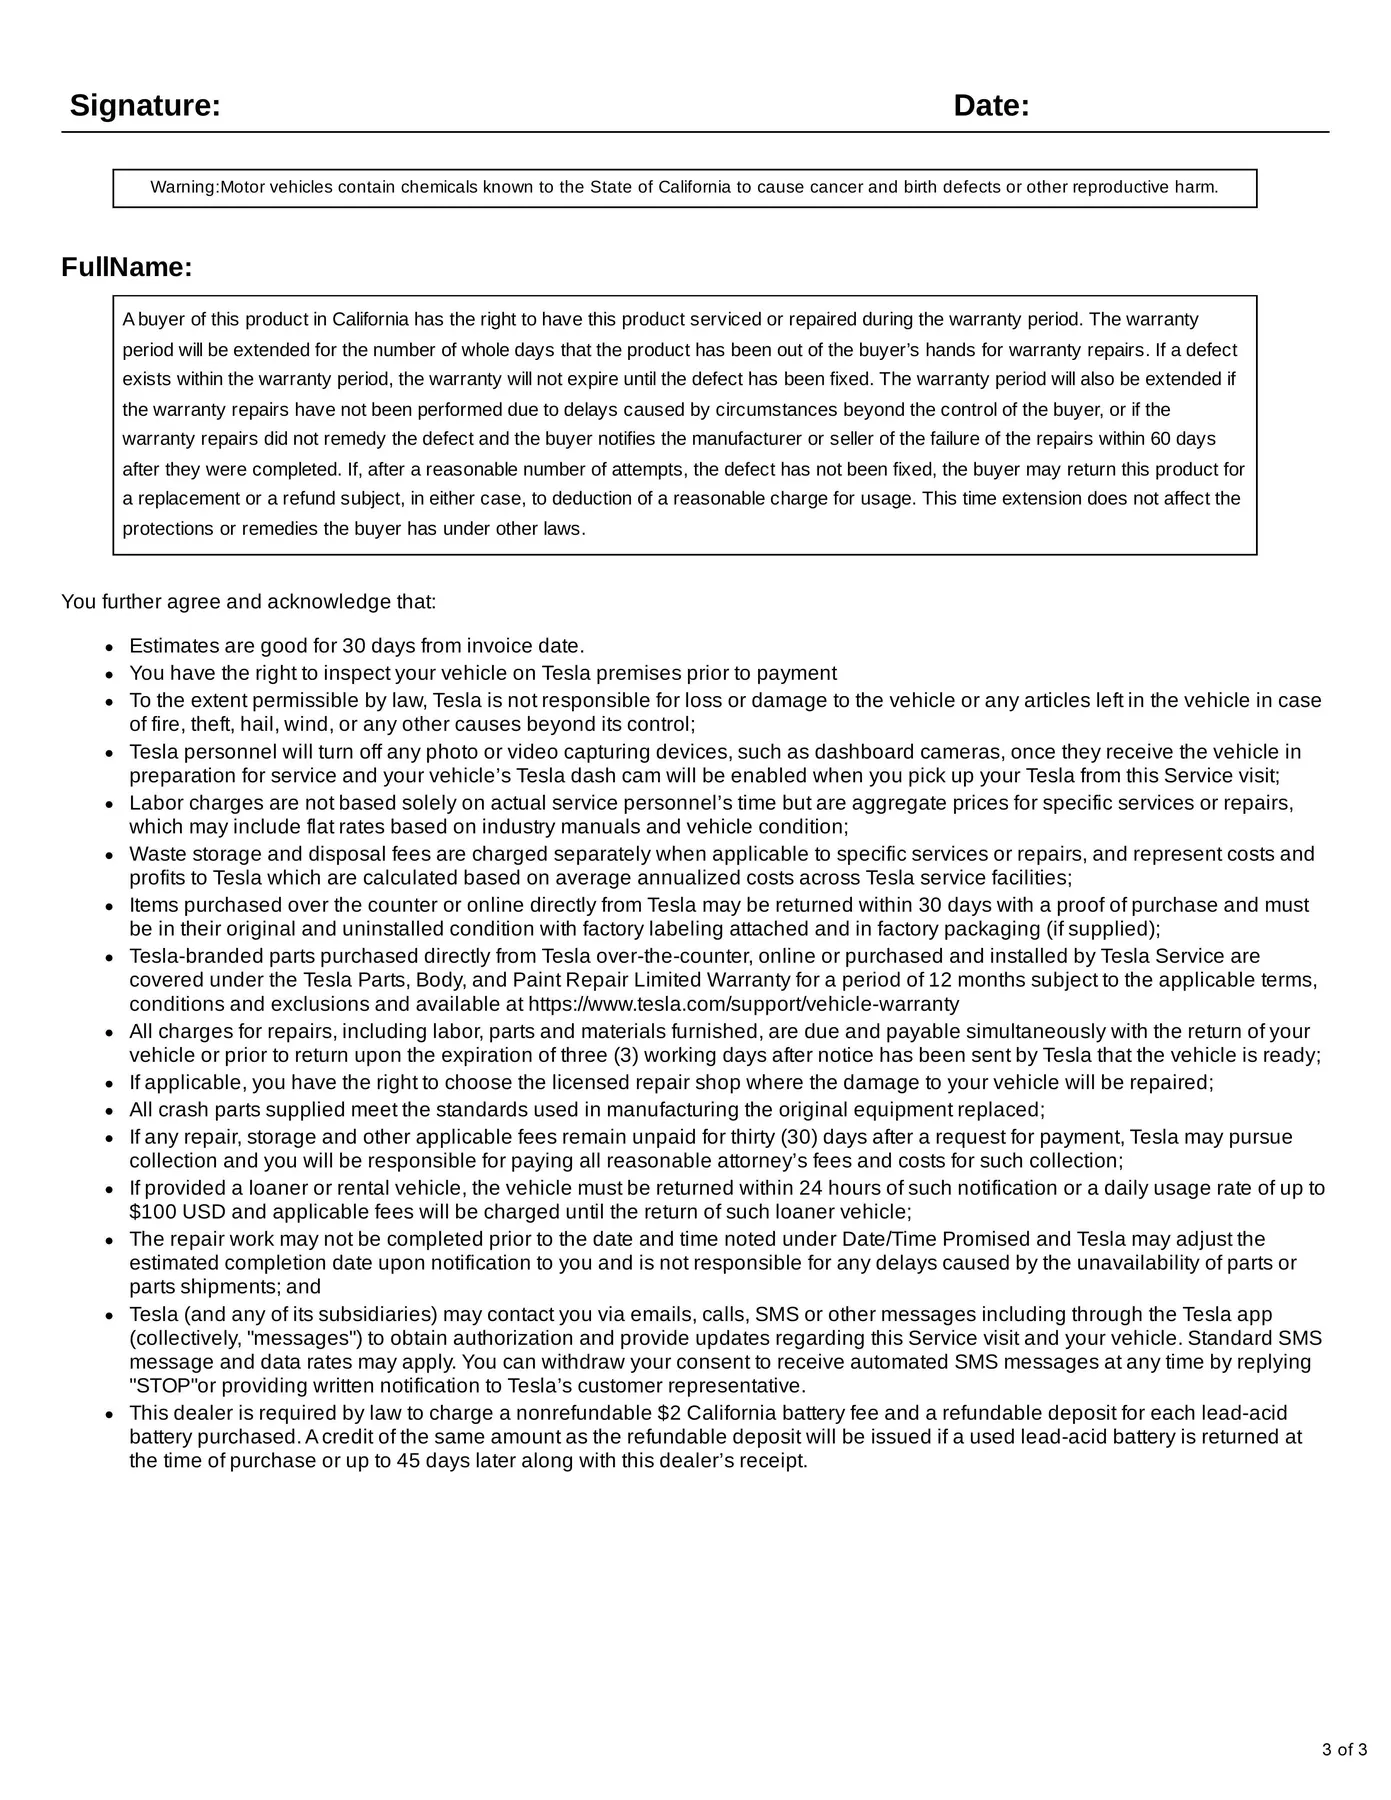 Signature: Date:
Warning:Motor vehicles contain chemicals known to the State of California to cause cancer and birth defects or other reproductive harm.
FullName:
A buyer of this product in California has the right to have this product serviced or repaired during the warranty period. The warranty
period will be extended for the number of whole days that the product has been out of the buyer’s hands for warranty repairs. If a defect
exists within the warranty period, the warranty will not expire until the defect has been fixed. The warranty period will also be extended if
the warranty repairs have not been performed due to delays caused by circumstances beyond the control of the buyer, or if the
warranty repairs did not remedy the defect and the buyer notifies the manufacturer or seller of the failure of the repairs within 60 days
after they were completed. If, after a reasonable number of attempts, the defect has not been fixed, the buyer may return this product for
a replacement or a refund subject, in either case, to deduction of a reasonable charge for usage. This time extension does not affect the
protections or remedies the buyer has under other laws.
You further agree and acknowledge that:
• Estimates are good for 30 days from invoice date.
• You have the right to inspect your vehicle on Tesla premises prior to payment
• To the extent permissible by law, Tesla is not responsible for loss or damage to the vehicle or any articles left in the vehicle in case
of fire, theft, hail, wind, or any other causes beyond its control;
• Tesla personnel will turn off any photo or video capturing devices, such as dashboard cameras, once they receive the vehicle in
preparation for service and your vehicle’s Tesla dash cam will be enabled when you pick up your Tesla from this Service visit;
• Labor charges are not based solely on actual service personnel’s time but are aggregate prices for specific services or repairs,
which may include flat rates based on industry manuals and vehicle condition;
• Waste storage and disposal fees are charged separately when applicable to specific services or repairs, and represent costs and
profits to Tesla which are calculated based on average annualized costs across Tesla service facilities;
• Items purchased over the counter or online directly from Tesla may be returned within 30 days with a proof of purchase and must
be in their original and uninstalled condition with factory labeling attached and in factory packaging (if supplied);
• Tesla-branded parts purchased directly from Tesla over-the-counter, online or purchased and installed by Tesla Service are
covered under the Tesla Parts, Body, and Paint Repair Limited Warranty for a period of 12 months subject to the applicable terms,
conditions and exclusions and available at https://www.tesla.com/support/vehicle-warranty
• All charges for repairs, including labor, parts and materials furnished, are due and payable simultaneously with the return of your
vehicle or prior to return upon the expiration of three (3) working days after notice has been sent by Tesla that the vehicle is ready;
• If applicable, you have the right to choose the licensed repair shop where the damage to your vehicle will be repaired;
• All crash parts supplied meet the standards used in manufacturing the original equipment replaced;
• If any repair, storage and other applicable fees remain unpaid for thirty (30) days after a request for payment, Tesla may pursue
collection and you will be responsible for paying all reasonable attorney’s fees and costs for such collection;
• If provided a loaner or rental vehicle, the vehicle must be returned within 24 hours of such notification or a daily usage rate of up to
$100 USD and applicable fees will be charged until the return of such loaner vehicle;
• The repair work may not be completed prior to the date and time noted under Date/Time Promised and Tesla may adjust the
estimated completion date upon notification to you and is not responsible for any delays caused by the unavailability of parts or
parts shipments; and
• Tesla (and any of its subsidiaries) may contact you via emails, calls, SMS or other messages including through the Tesla app
(collectively, "messages") to obtain authorization and provide updates regarding this Service visit and your vehicle. Standard SMS
message and data rates may apply. You can withdraw your consent to receive automated SMS messages at any time by replying
"STOP"or providing written notification to Tesla’s customer representative.
• This dealer is required by law to charge a nonrefundable $2 California battery fee and a refundable deposit for each lead-acid
battery purchased. A credit of the same amount as the refundable deposit will be issued if a used lead-acid battery is returned at
the time of purchase or up to 45 days later along with this dealer’s receipt.
3 of 3